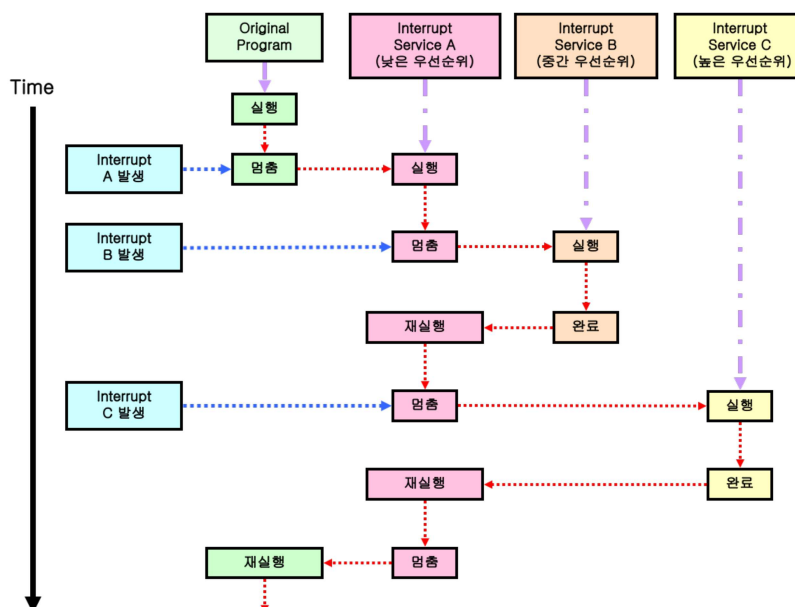 Original
Program
Interrupt
Service A
(낮은 우선순위)
Interrupt
Service B
(중간 우선순위)
Interrupt
Service C
(높은 우선순위)
Time
실행
Interrupt
A 발생
멈춤
실행
Interrupt
B 발생
멈춤
실행
재실행
완료
Interrupt
C 발생
멈춤
실행
재실행
완료
재실행
멈춤